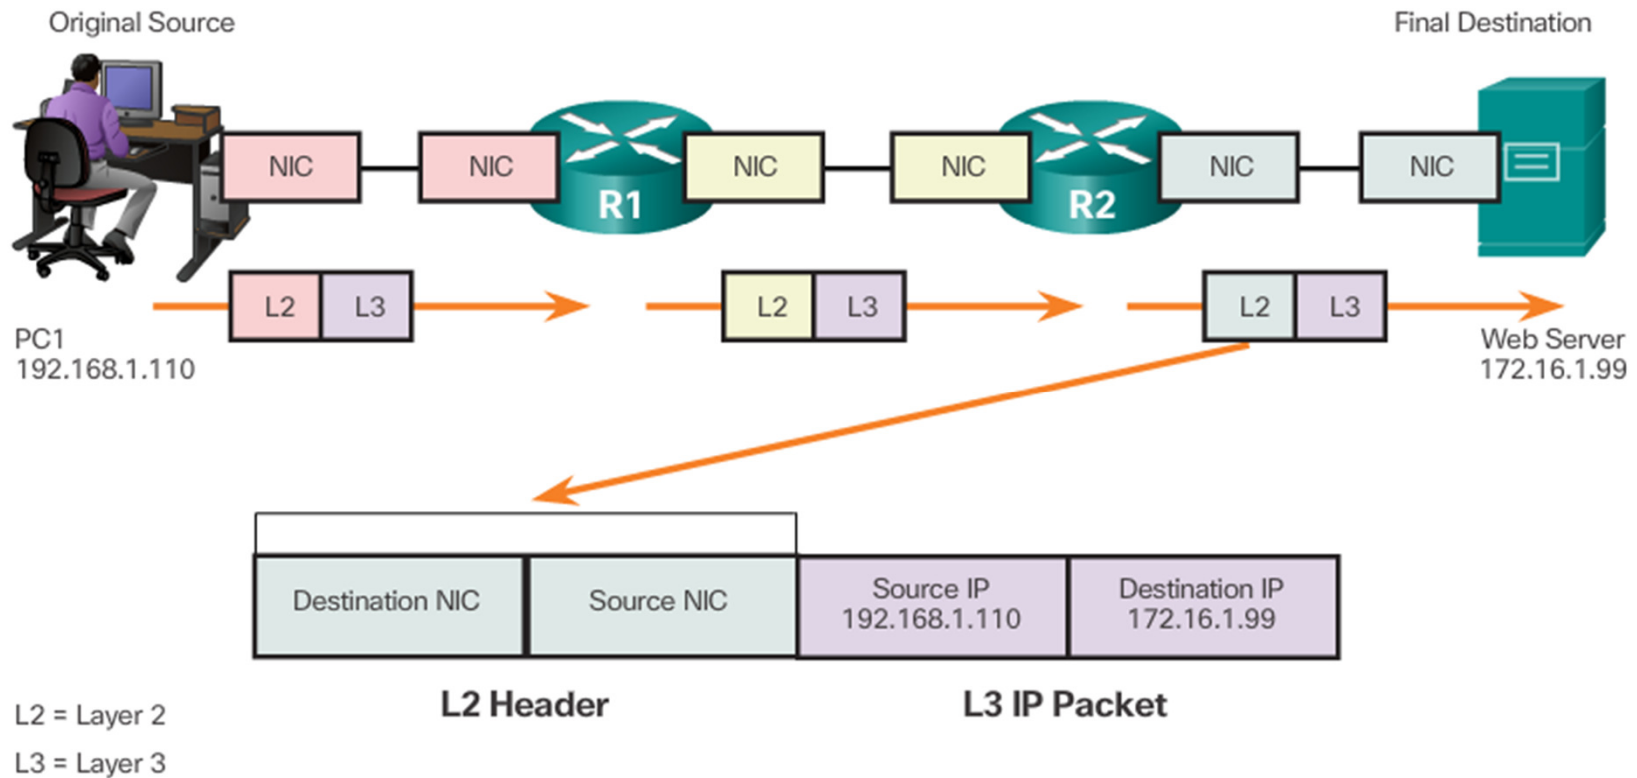 Original Source
Final Destination
NIC
NIC
NIC
NIC
NIC
NIC
R1
R2
L2
L3
L2
L3
L2
L3
PC1
192.168.1.110
Web Server
172.16.1.99
Destination NIC
Source NIC
Source IP
192.168.1.110
Destination IP
172.16.1.99
L2 Header
L3 IP Packet
L2 = Layer 2
L3 = Layer 3